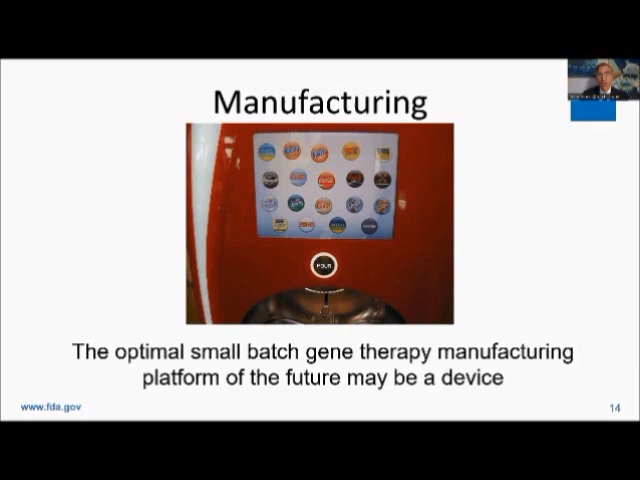 Manufacturing
POUR
The optimal small batch gene therapy manufacturing
platform of the future may be a device
www.fda.gov
14